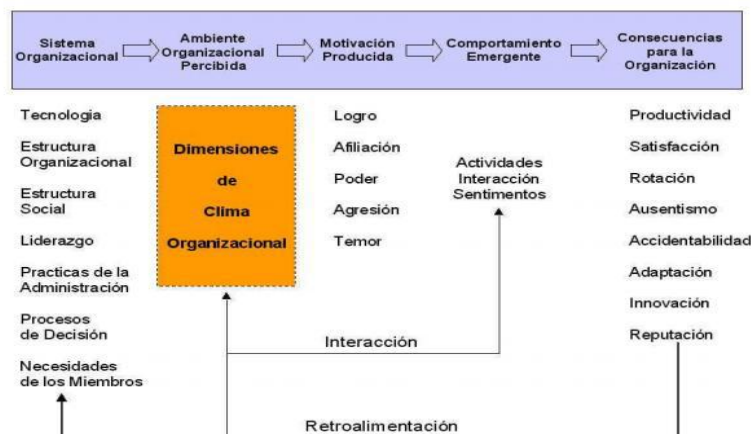 Sistema
Organizacional
Ambiente
Organizacional
Percibida
Motivación
Producida
Comportamiento
Emergente
Consecuencias
para la
Organización
Tecnologia
Estructura
Organizacional
Estructura
Social
Liderazgo
Practicas de la
Administración
Procesos
de Decisión
Necesidades
de los Miembros
Dimensiones
de
Clima
Organizacional
Logro
Afiliación
Poder
Agresión
Temor
Actividades
Interacción
Sentimentos
Productividad
Satisfacción
Rotación
Ausentismo
Accidentabilidad
Adaptación
Innovación
Reputación
Interacción
Retroalimentación